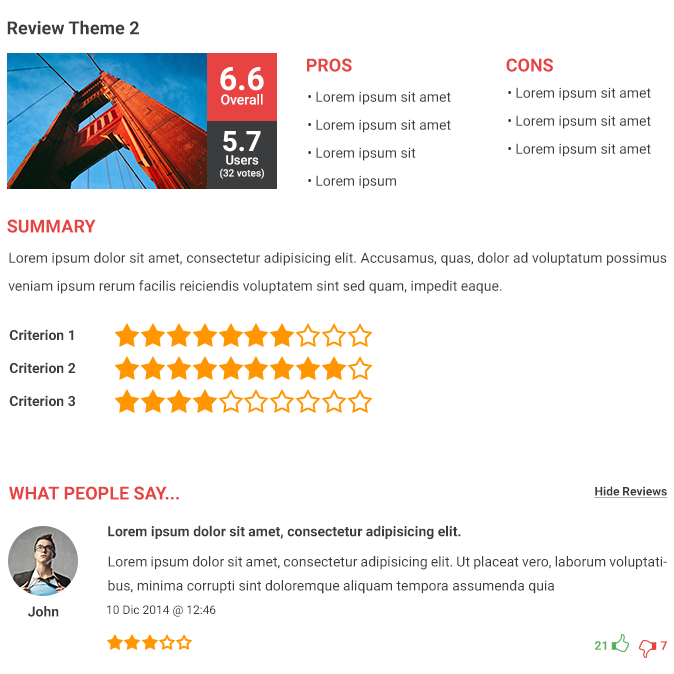 Review Theme 2
6.6
Overall
5.7
Users
(32 votes)
PROS
• Lorem ipsum sit amet
• Lorem ipsum sit amet
• Lorem ipsum sit
• Lorem ipsum
CONS
• Lorem ipsum sit amet
• Lorem ipsum sit amet
• Lorem ipsum sit amet
SUMMARY
Lorem ipsum dolor sit amet, consectetur adipisicing elit. Accusamus, quas, dolor ad voluptatum possimus
veniam ipsum rerum facilis reiciendis voluptatem sint sed quam, impedit eaque.
Criterion 1
Criterion 2
Criterion 3
WHAT PEOPLE SAY...
Hide Reviews
Lorem ipsum dolor sit amet, consectetur adipisicing elit.
Lorem ipsum dolor sit amet, consectetur adipisicing elit. Ut placeat vero, laborum voluptati-
bus, minima corrupti sint doloremque aliquam tempora assumenda quia
John
10 Dic 2014 @ 12:46
21
7